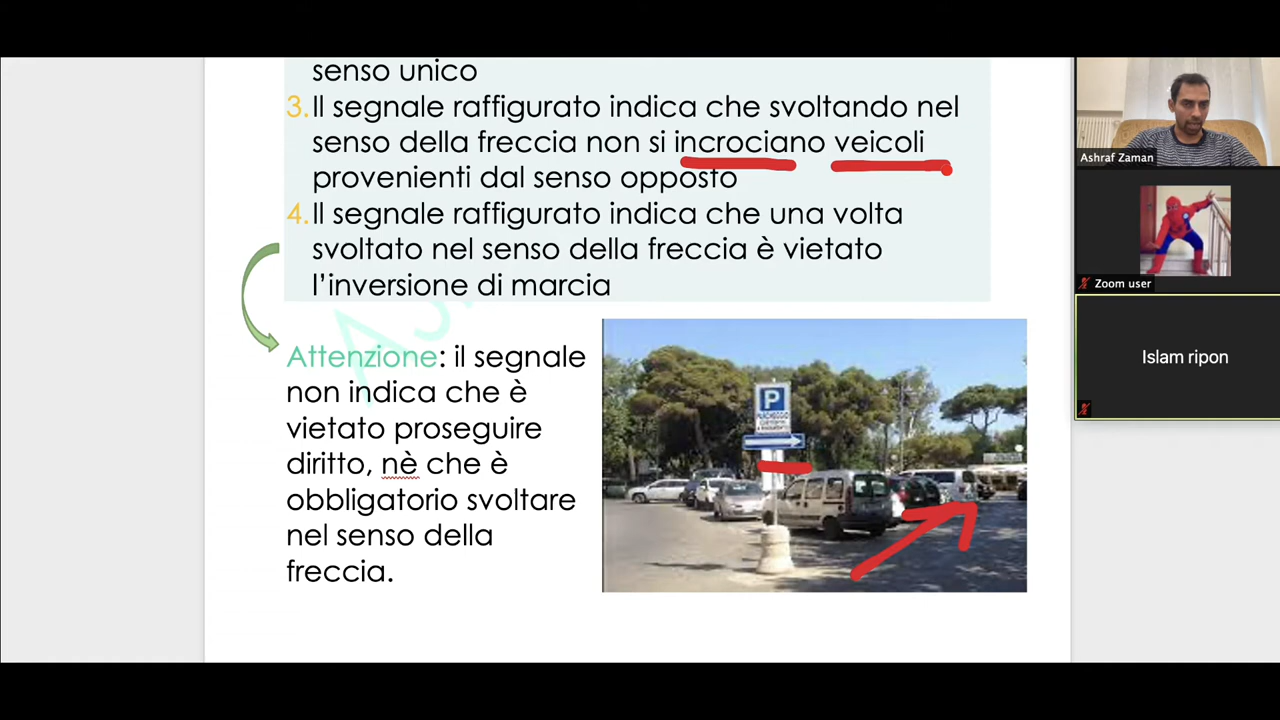 senso unico
3. Il segnale raffigurato indica che svoltando nel
senso della freccia non si incrociano veicoli
provenienti dal senso opposto
4. Il segnale raffigurato indica che una volta
svoltato nel senso della freccia è vietato
l'inversione di marcia
Attenzione: il segnale
non indica che è
vietato proseguire
diritto, nè che è
obbligatorio svoltare
nel senso della
freccia.
P
PARCHEGGIO
Ashraf Zaman
Zoom user
Islam ripon